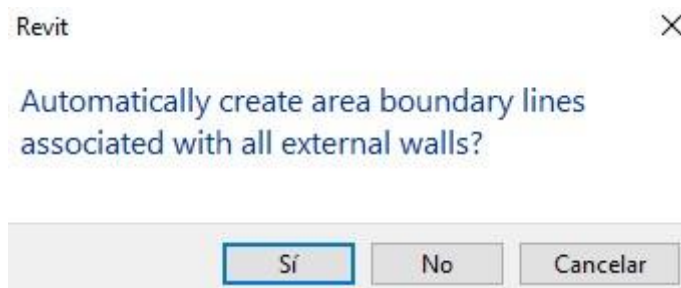 Revit
Automatically create area boundary lines
associated with all external walls?
Sí
No
Cancelar